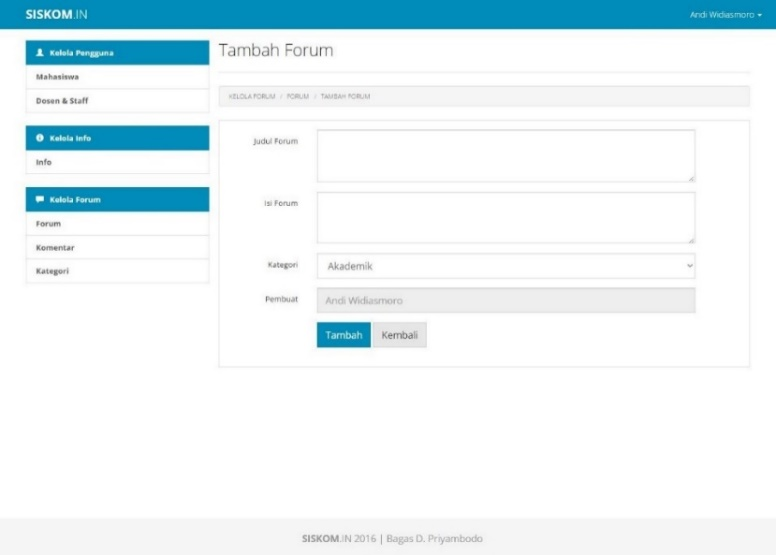 SISKOM.IN
Andi Widiasmoro
Kelola Pengguna
Mahasiswa
Dosen & Staff
Kelola Info
Info
Kelola Forum
Forum
Komentar
Kategori
Tambah Forum
KELOLA FORUM / FORUM / TAMBAH FORUM
Judul Forum
Isi Forum
Kategori
Akademik
Pembuat
Andi Widiasmoro
Tambah
Kembali
SISKOM.IN 2016 | Bagas D. Priyambodo